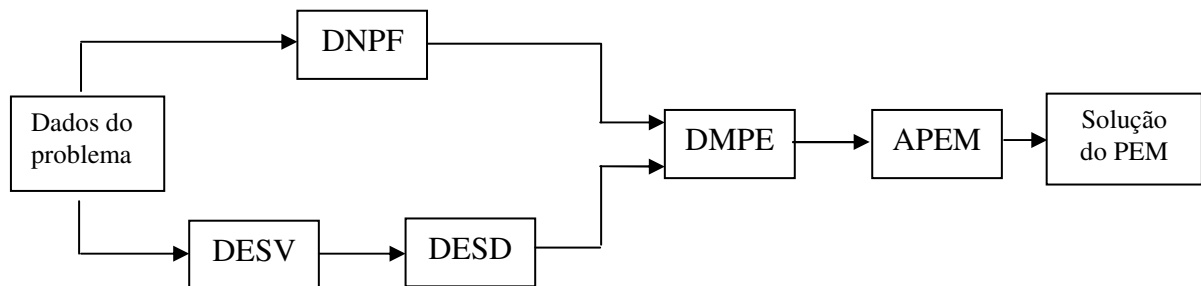 DNPF
Dados do
problema
DMPE
APEM
Solução
do PEM
DESV
DESD